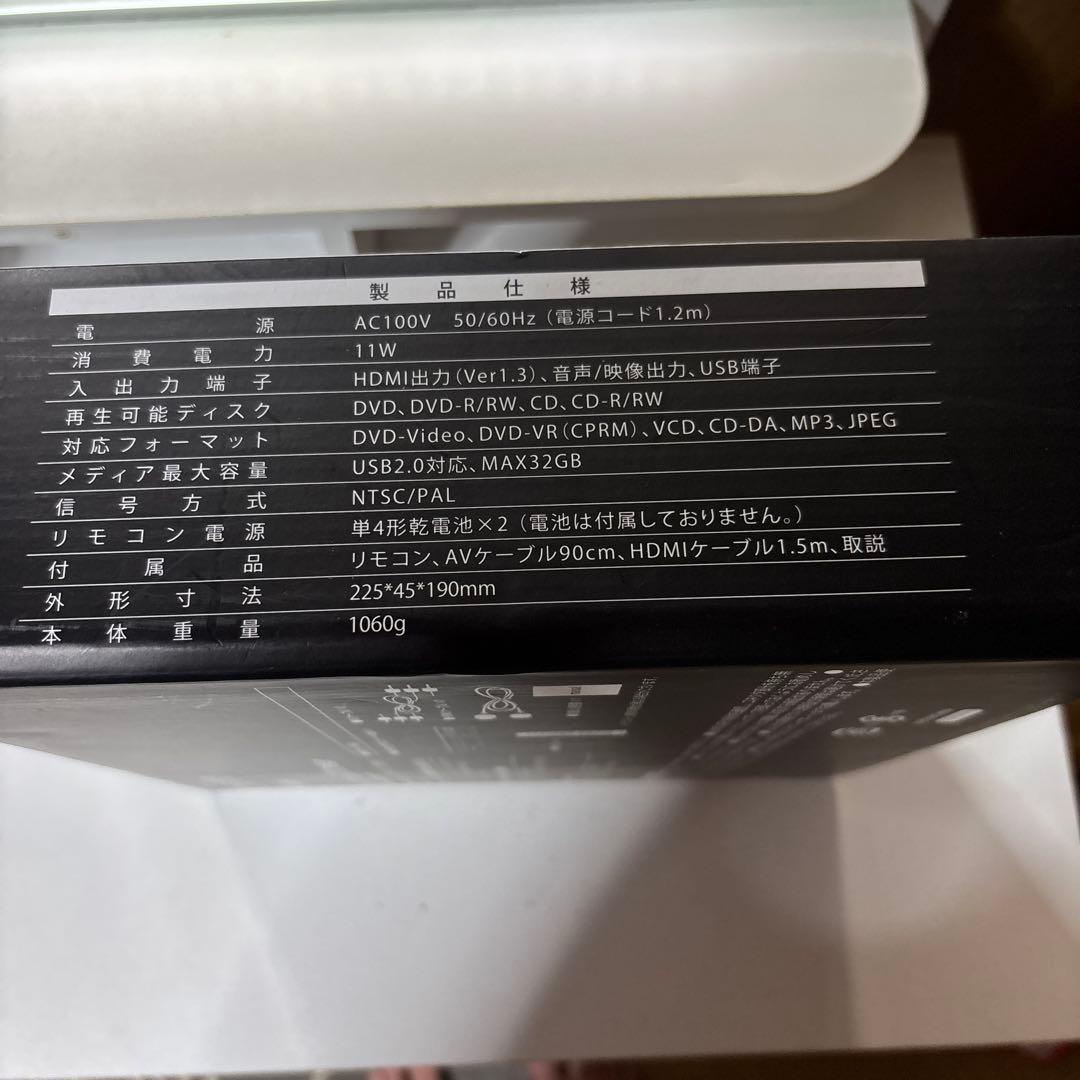 製品仕様
電源 AC100V 50/60Hz（電源コード1.2m）
消費電力 11W
入出力端子 HDMI出力（Ver1.3）、音声/映像出力、USB端子
再生可能ディスク DVD、DVD-R/RW、CD、CD-R/RW
対応フォーマット DVD-Video、DVD-VR（CPRM）、VCD、CD-DA、MP3、JPEG
メディア最大容量 USB2.0対応、MAX32GB
信号方式 NTSC/PAL
リモコン電源 単4形乾電池×2（電池は付属しておりません。）
付属品 リモコン、AVケーブル90cm、HDMIケーブル1.5m、取説
外形寸法 225*45*190mm
本体重量 1060g